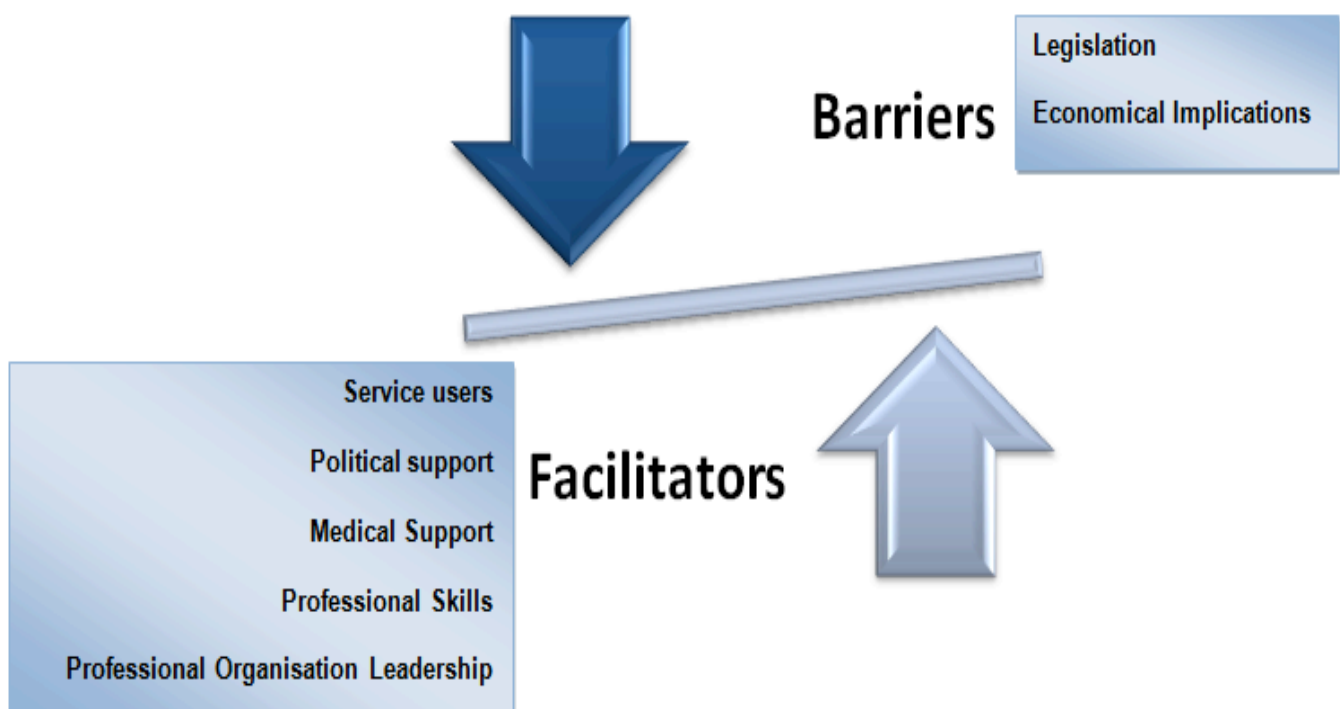 Barriers
Legislation
Economical Implications
Service users
Political support
Medical Support
Professional Skills
Professional Organisation Leadership
Facilitators